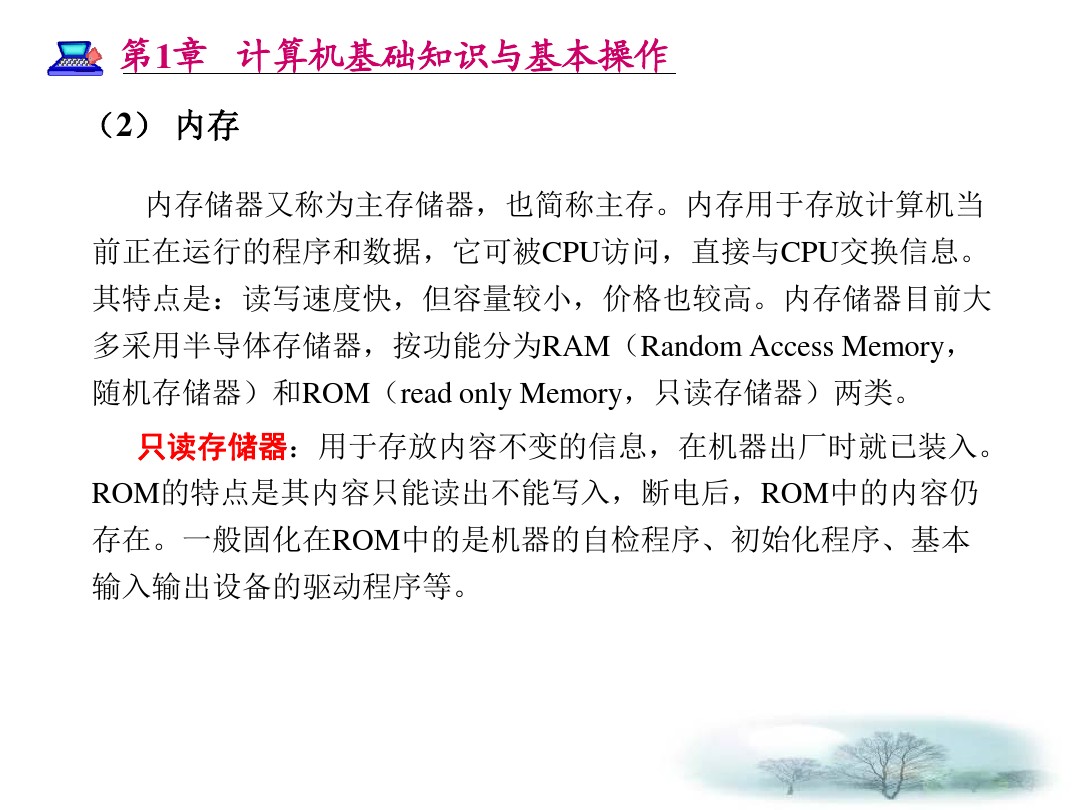 第1章 计算机基础知识与基本操作
（2） 内存
内存储器又称为主存储器，也简称主存。内存用于存放计算机当
前正在运行的程序和数据，它可被CPU访问，直接与CPU交换信息。
其特点是：读写速度快，但容量较小，价格也较高。内存储器目前大
多采用半导体存储器，按功能分为RAM（Random Access Memory，
随机存储器）和ROM（read only Memory，只读存储器）两类。
只读存储器：用于存放内容不变的信息，在机器出厂时就已装入。
ROM的特点是其内容只能读出不能写入，断电后，ROM中的内容仍
存在。一般固化在ROM中的是机器的自检程序、初始化程序、基本
输入输出设备的驱动程序等。